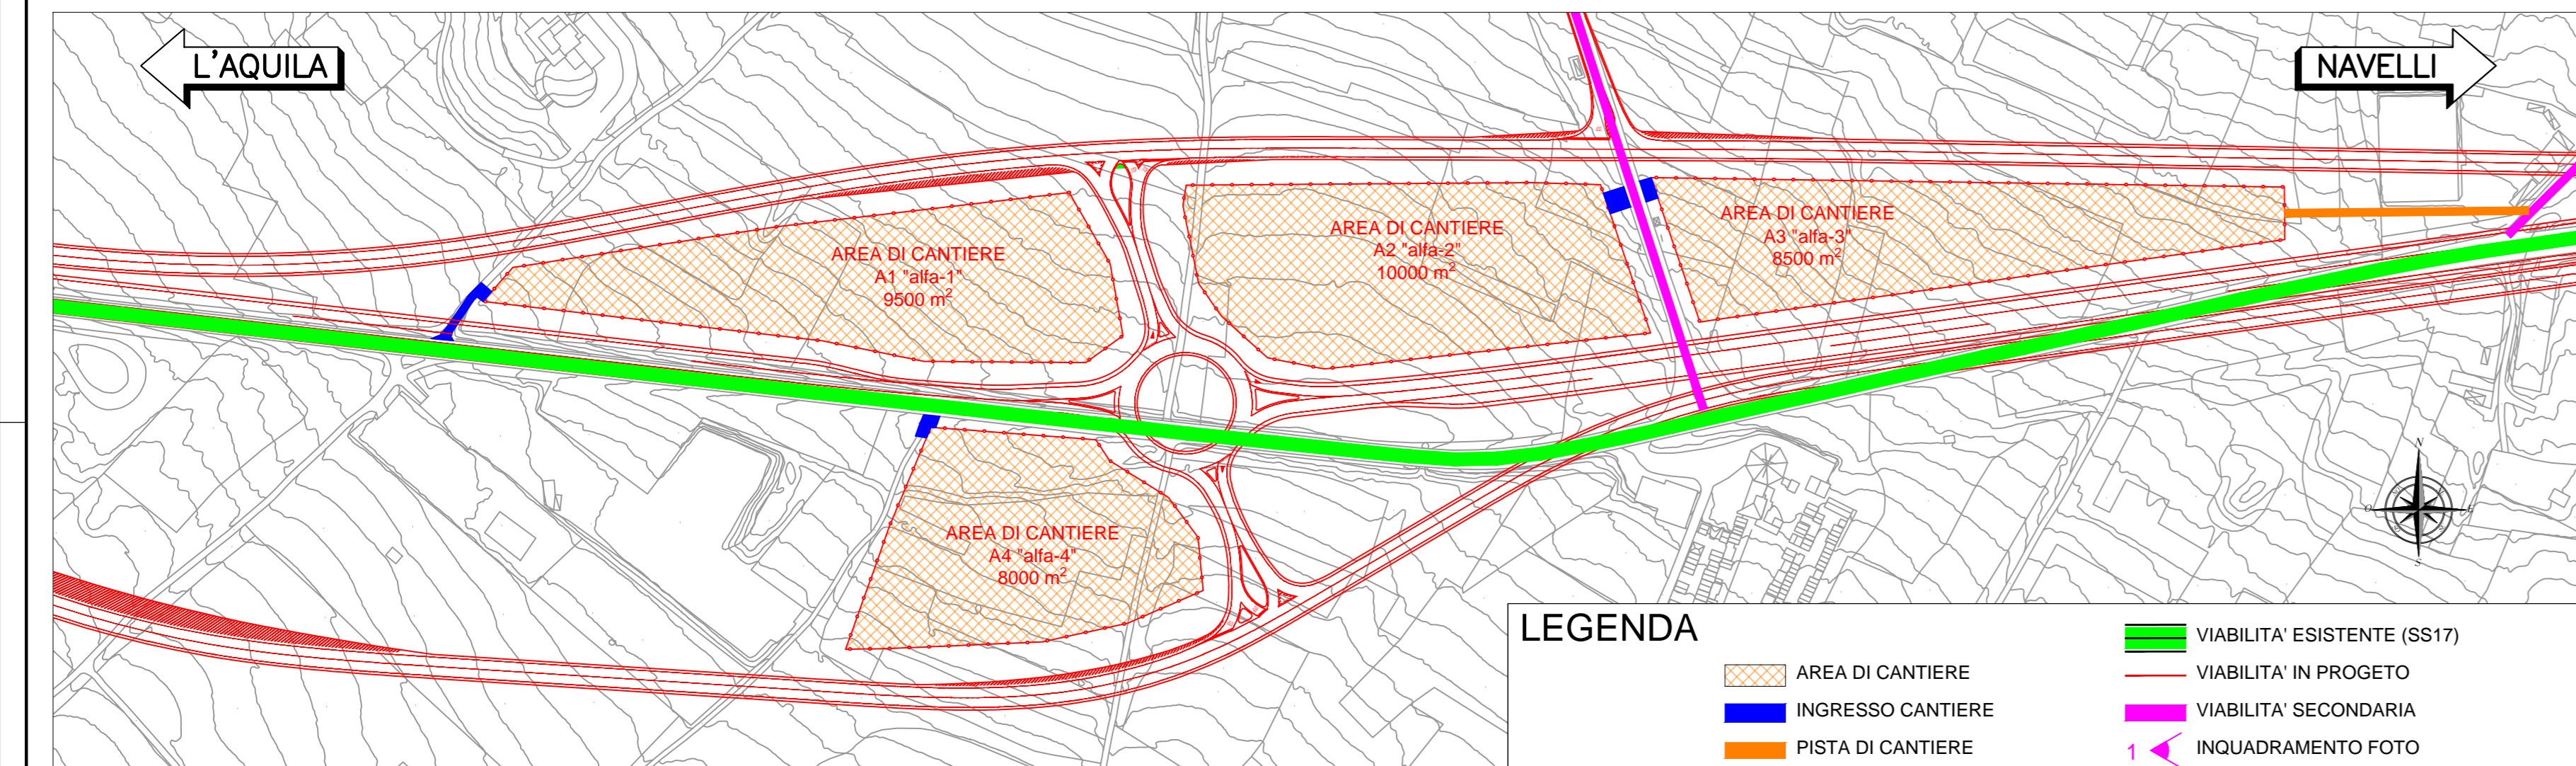 L'AQUILA
NAVELLI
AREA DI CANTIERE
A1 "alfa-1"
9500 m²
AREA DI CANTIERE
A2 "alfa-2"
10000 m²
AREA DI CANTIERE
A3 "alfa-3"
8500 m²
AREA DI CANTIERE
A4 "alfa-4"
8000 m²
N
O
E
S
LEGENDA
AREA DI CANTIERE
INGRESSO CANTIERE
PISTA DI CANTIERE
VIABILITA' ESISTENTE (SS17)
VIABILITA' IN PROGETO
VIABILITA' SECONDARIA
1 INQUADRAMENTO FOTO